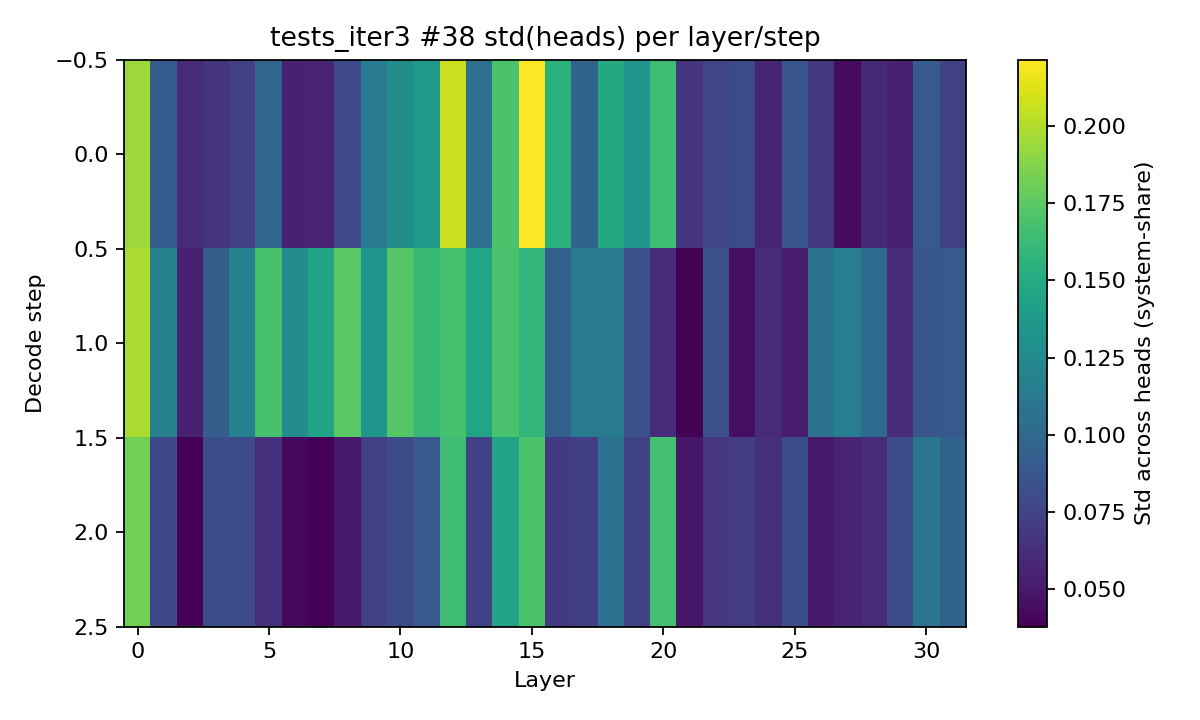 tests_iter3 #38 std(heads) per layer/step
−0.5
0.0
0.5
1.0
1.5
2.0
2.5
Decode step
0 5 10 15 20 25 30
Layer
0.200
0.175
0.150
0.125
0.100
0.075
0.050
Std across heads (system-share)